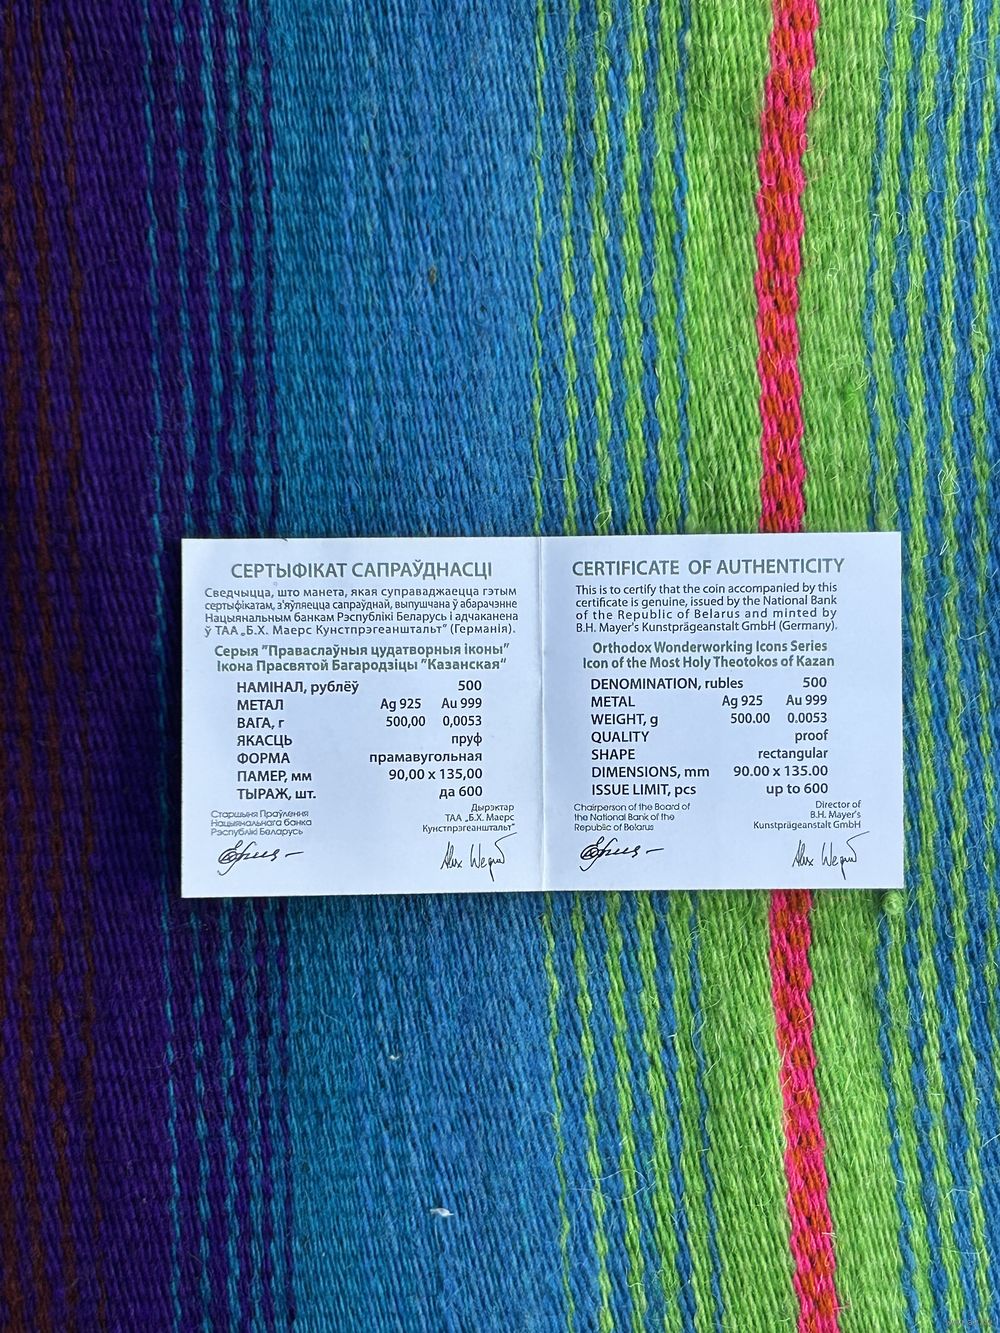 СЕРТЫФІКАТ САПРАЎДНАСЦІ
Сведчыцца, што манета, якая суправаджаецца гэтым
сертыфікатам, з'яўляецца сапраўднай, выпушчана ў абарачэнне
Нацыянальным банкам Рэспублікі Беларусь і адчаканена
ў ТАА „Б.Х. Маерс Кунстпрэгеанштальт“ (Германія).
Серыя "Праваслаўныя цудатворныя іконы"
Ікона Прасвятой Багародзіцы "Казанская"
НАМІНАЛ, рублёў 500
МЕТАЛ Ag 925 Au 999
ВАГА, г 500,00 0,0053
ЯКАСЦЬ пруф
ФОРМА прамавугольная
ПАМЕР, мм 90,00 x 135,00
ТЫРАЖ, шт. да 600
Старшыня Праўлення
Нацыянальнага банка
Рэспублікі Беларусь
Дырэктар
ТАА „Б.Х. Маерс
Кунстпрэгеанштальт“
CERTIFICATE OF AUTHENTICITY
This is to certify that the coin accompanied by this
certificate is genuine, issued by the National Bank
of the Republic of Belarus and minted by
B.H. Mayer's Kunstprägeanstalt GmbH (Germany).
Orthodox Wonderworking Icons Series
Icon of the Most Holy Theotokos of Kazan
DENOMINATION, rubles 500
METAL Ag 925 Au 999
WEIGHT, g 500.00 0.0053
QUALITY proof
SHAPE rectangular
DIMENSIONS, mm 90.00 x 135.00
ISSUE LIMIT, pcs up to 600
Chairperson of the Board of
the National Bank of the
Republic of Belarus
Director of
B.H. Mayer's
Kunstprägeanstalt GmbH